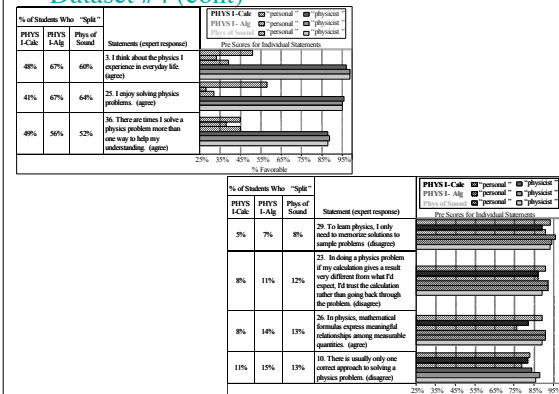 Dataset #4 (cont)
% of Students Who "Split"
PHYS I-Calc
PHYS I-Alg
Phys of Sound
Statements (expert response)
PHYS I-Calc "personal" "physicist"
PHYS I- Alg "personal" "physicist"
Phys of Sound "personal" "physicist"
Pre Scores for Individual Statements
48% 67% 60%
3. I think about the physics I
experience in everyday life.
(agree)
41% 67% 64%
25. I enjoy solving physics
problems. (agree)
49% 56% 52%
36. There are times I solve a
physics problem more than
one way to help my
understanding. (agree)
25% 35% 45% 55% 65% 75% 85% 95%
% Favorable
% of Students Who "Split"
PHYS I-Calc
PHYS I-Alg
Phys of Sound
Statement (expert response)
PHYS I-Calc "personal" "physicist"
PHYS I- Alg "personal" "physicist"
Phys of Sound "personal" "physicist"
Pre Scores for Individual Statements
5% 7% 8%
29. To learn physics, I only
need to memorize solutions to
sample problems (disagree)
8% 11% 12%
23. In doing a physics problem
if my calculation gives a result
very different from what I'd
expect, I'd trust the calculation
rather than going back through
the problem. (disagree)
8% 14% 13%
26. In physics, mathematical
formulas express meaningful
relationships among measurable
quantities. (agree)
11% 15% 13%
10. There is usually only one
correct approach to solving a
physics problem. (disagree)
25% 35% 45% 55% 65% 75% 85% 95%